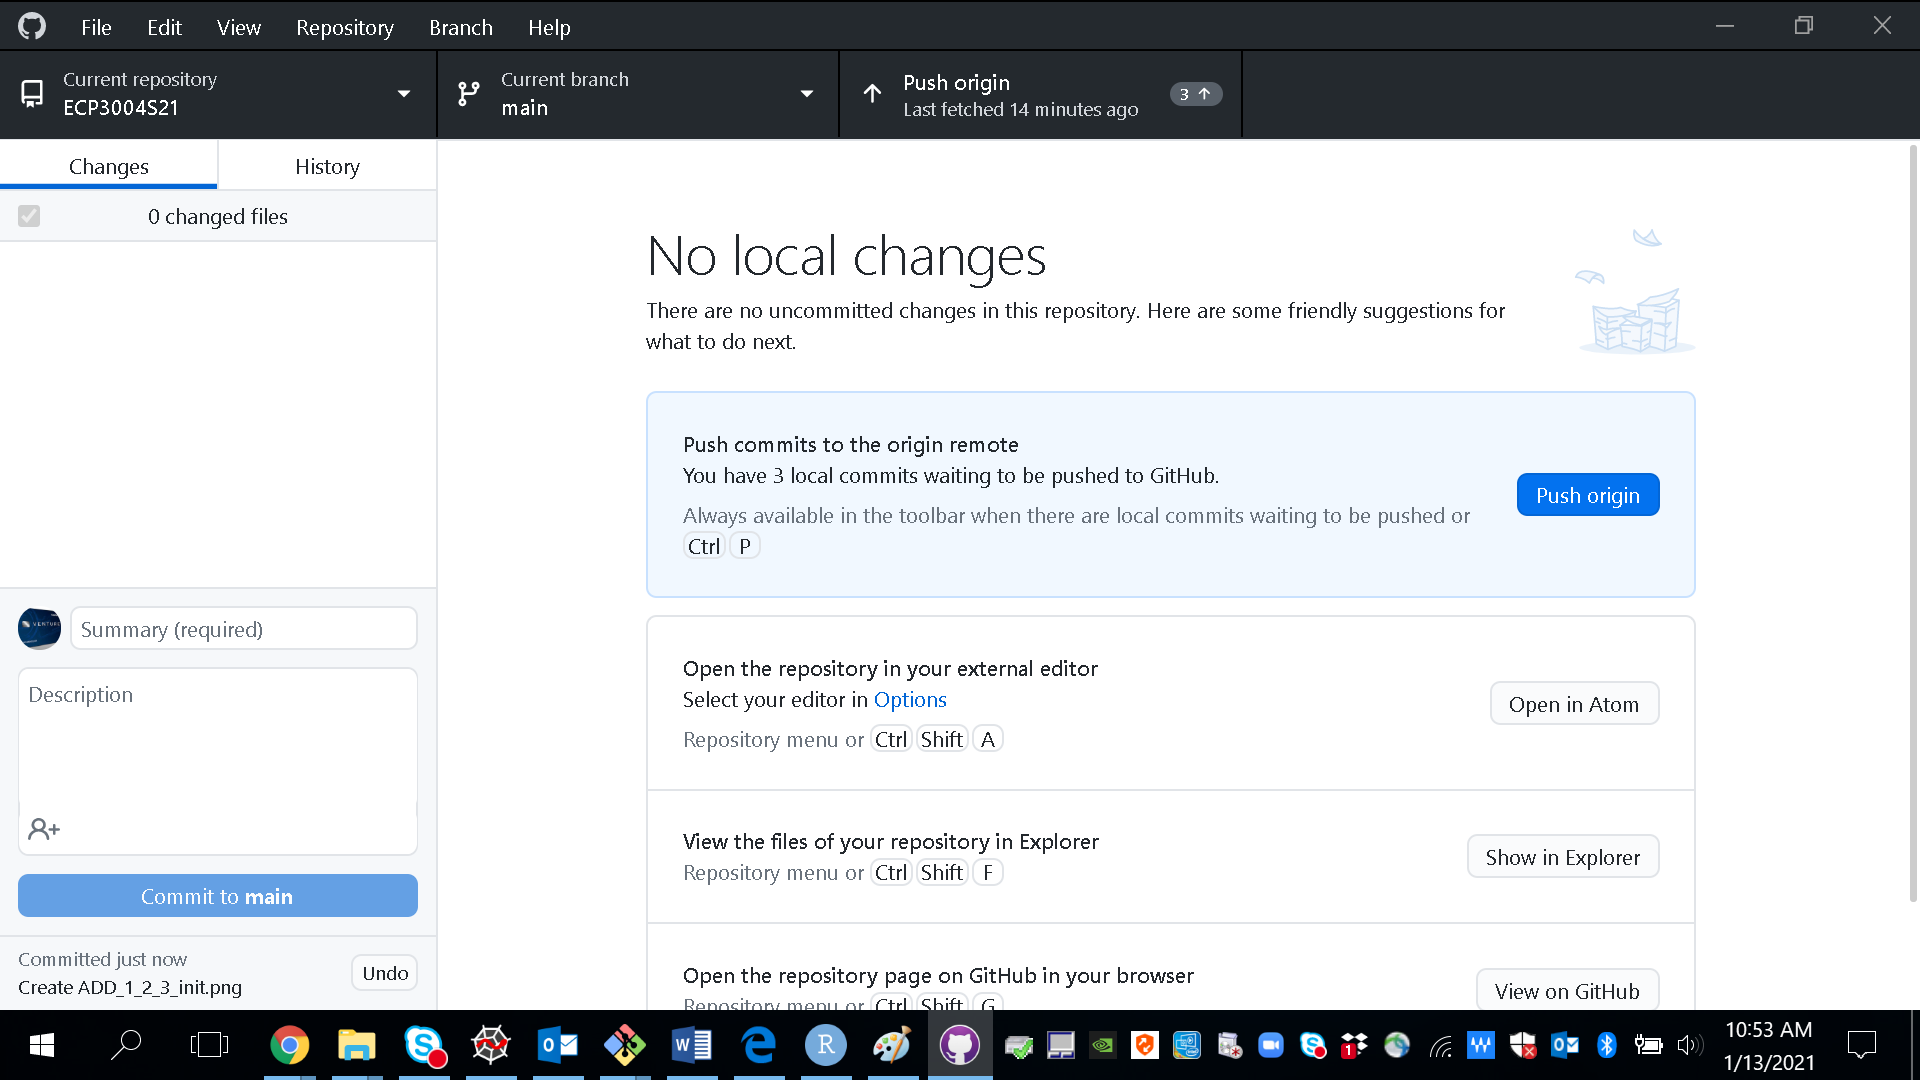 File Edit View Repository Branch Help
Current repository
ECP3004S21
Current branch
main
Push origin
Last fetched 14 minutes ago
3
Changes
History
0 changed files
No local changes
There are no uncommitted changes in this repository. Here are some friendly suggestions for
what to do next.
Push commits to the origin remote
You have 3 local commits waiting to be pushed to GitHub.
Always available in the toolbar when there are local commits waiting to be pushed or
Ctrl P
Push origin
Open the repository in your external editor
Select your editor in Options
Repository menu or Ctrl Shift A
Open in Atom
View the files of your repository in Explorer
Repository menu or Ctrl Shift F
Show in Explorer
Open the repository page on GitHub in your browser
Repository menu or Ctrl Shift G
View on GitHub
VENTURE
Summary (required)
Description
Commit to main
Committed just now
Create ADD_1_2_3_init.png
Undo
10:53 AM
1/13/2021